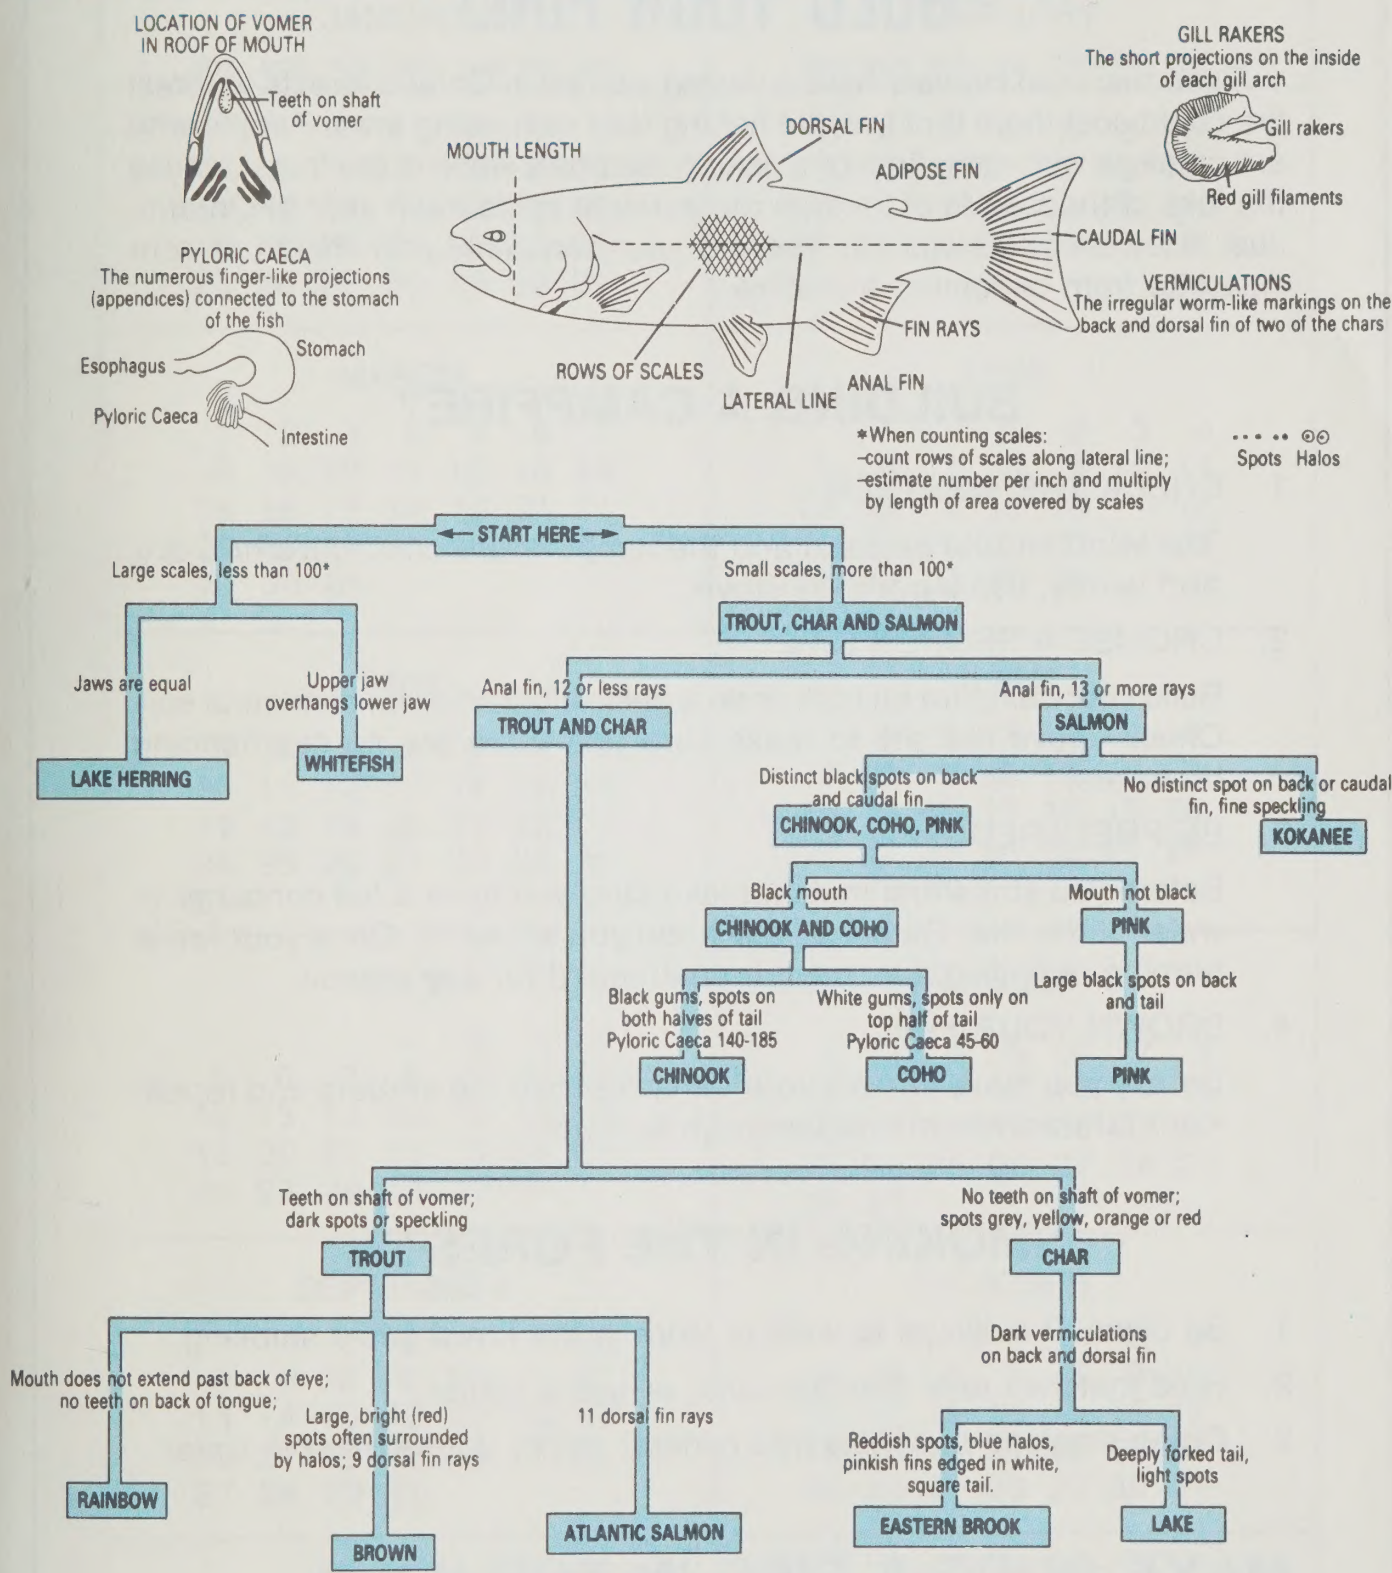 LOCATION OF VOMER
IN ROOF OF MOUTH
Teeth on shaft
of vomer
GILL RAKERS
The short projections on the inside
of each gill arch
Gill rakers
Red gill filaments
DORSAL FIN
MOUTH LENGTH
ADIPOSE FIN
CAUDAL FIN
PYLORIC CAECA
The numerous finger-like projections
(appendices) connected to the stomach
of the fish
Esophagus
Stomach
Pyloric Caeca
Intestine
VERMICULATIONS
The irregular worm-like markings on the
back and dorsal fin of two of the chars
FIN RAYS
ROWS OF SCALES
ANAL FIN
LATERAL LINE
*When counting scales:
-count rows of scales along lateral line;
-estimate number per inch and multiply
by length of area covered by scales
Spots Halos
START HERE
Large scales, less than 100*
Small scales, more than 100*
TROUT, CHAR AND SALMON
Jaws are equal
Upper jaw
overhangs lower jaw
LAKE HERRING
WHITEFISH
Anal fin, 12 or less rays
TROUT AND CHAR
Anal fin, 13 or more rays
SALMON
Distinct black spots on back
and caudal fin
CHINOOK, COHO, PINK
No distinct spot on back or caudal
fin, fine speckling
KOKANEE
Black mouth
CHINOOK AND COHO
Mouth not black
PINK
Black gums, spots on
both halves of tail
Pyloric Caeca 140-185
CHINOOK
White gums, spots only on
top half of tail
Pyloric Caeca 45-60
COHO
Large black spots on back
and tail
PINK
Teeth on shaft of vomer;
dark spots or speckling
TROUT
No teeth on shaft of vomer;
spots grey, yellow, orange or red
CHAR
Mouth does not extend past back of eye;
no teeth on back of tongue;
RAINBOW
Large, bright (red)
spots often surrounded
by halos; 9 dorsal fin rays
BROWN
11 dorsal fin rays
ATLANTIC SALMON
Dark vermiculations
on back and dorsal fin
Reddish spots, blue halos,
pinkish fins edged in white,
square tail.
EASTERN BROOK
Deeply forked tail,
light spots
LAKE